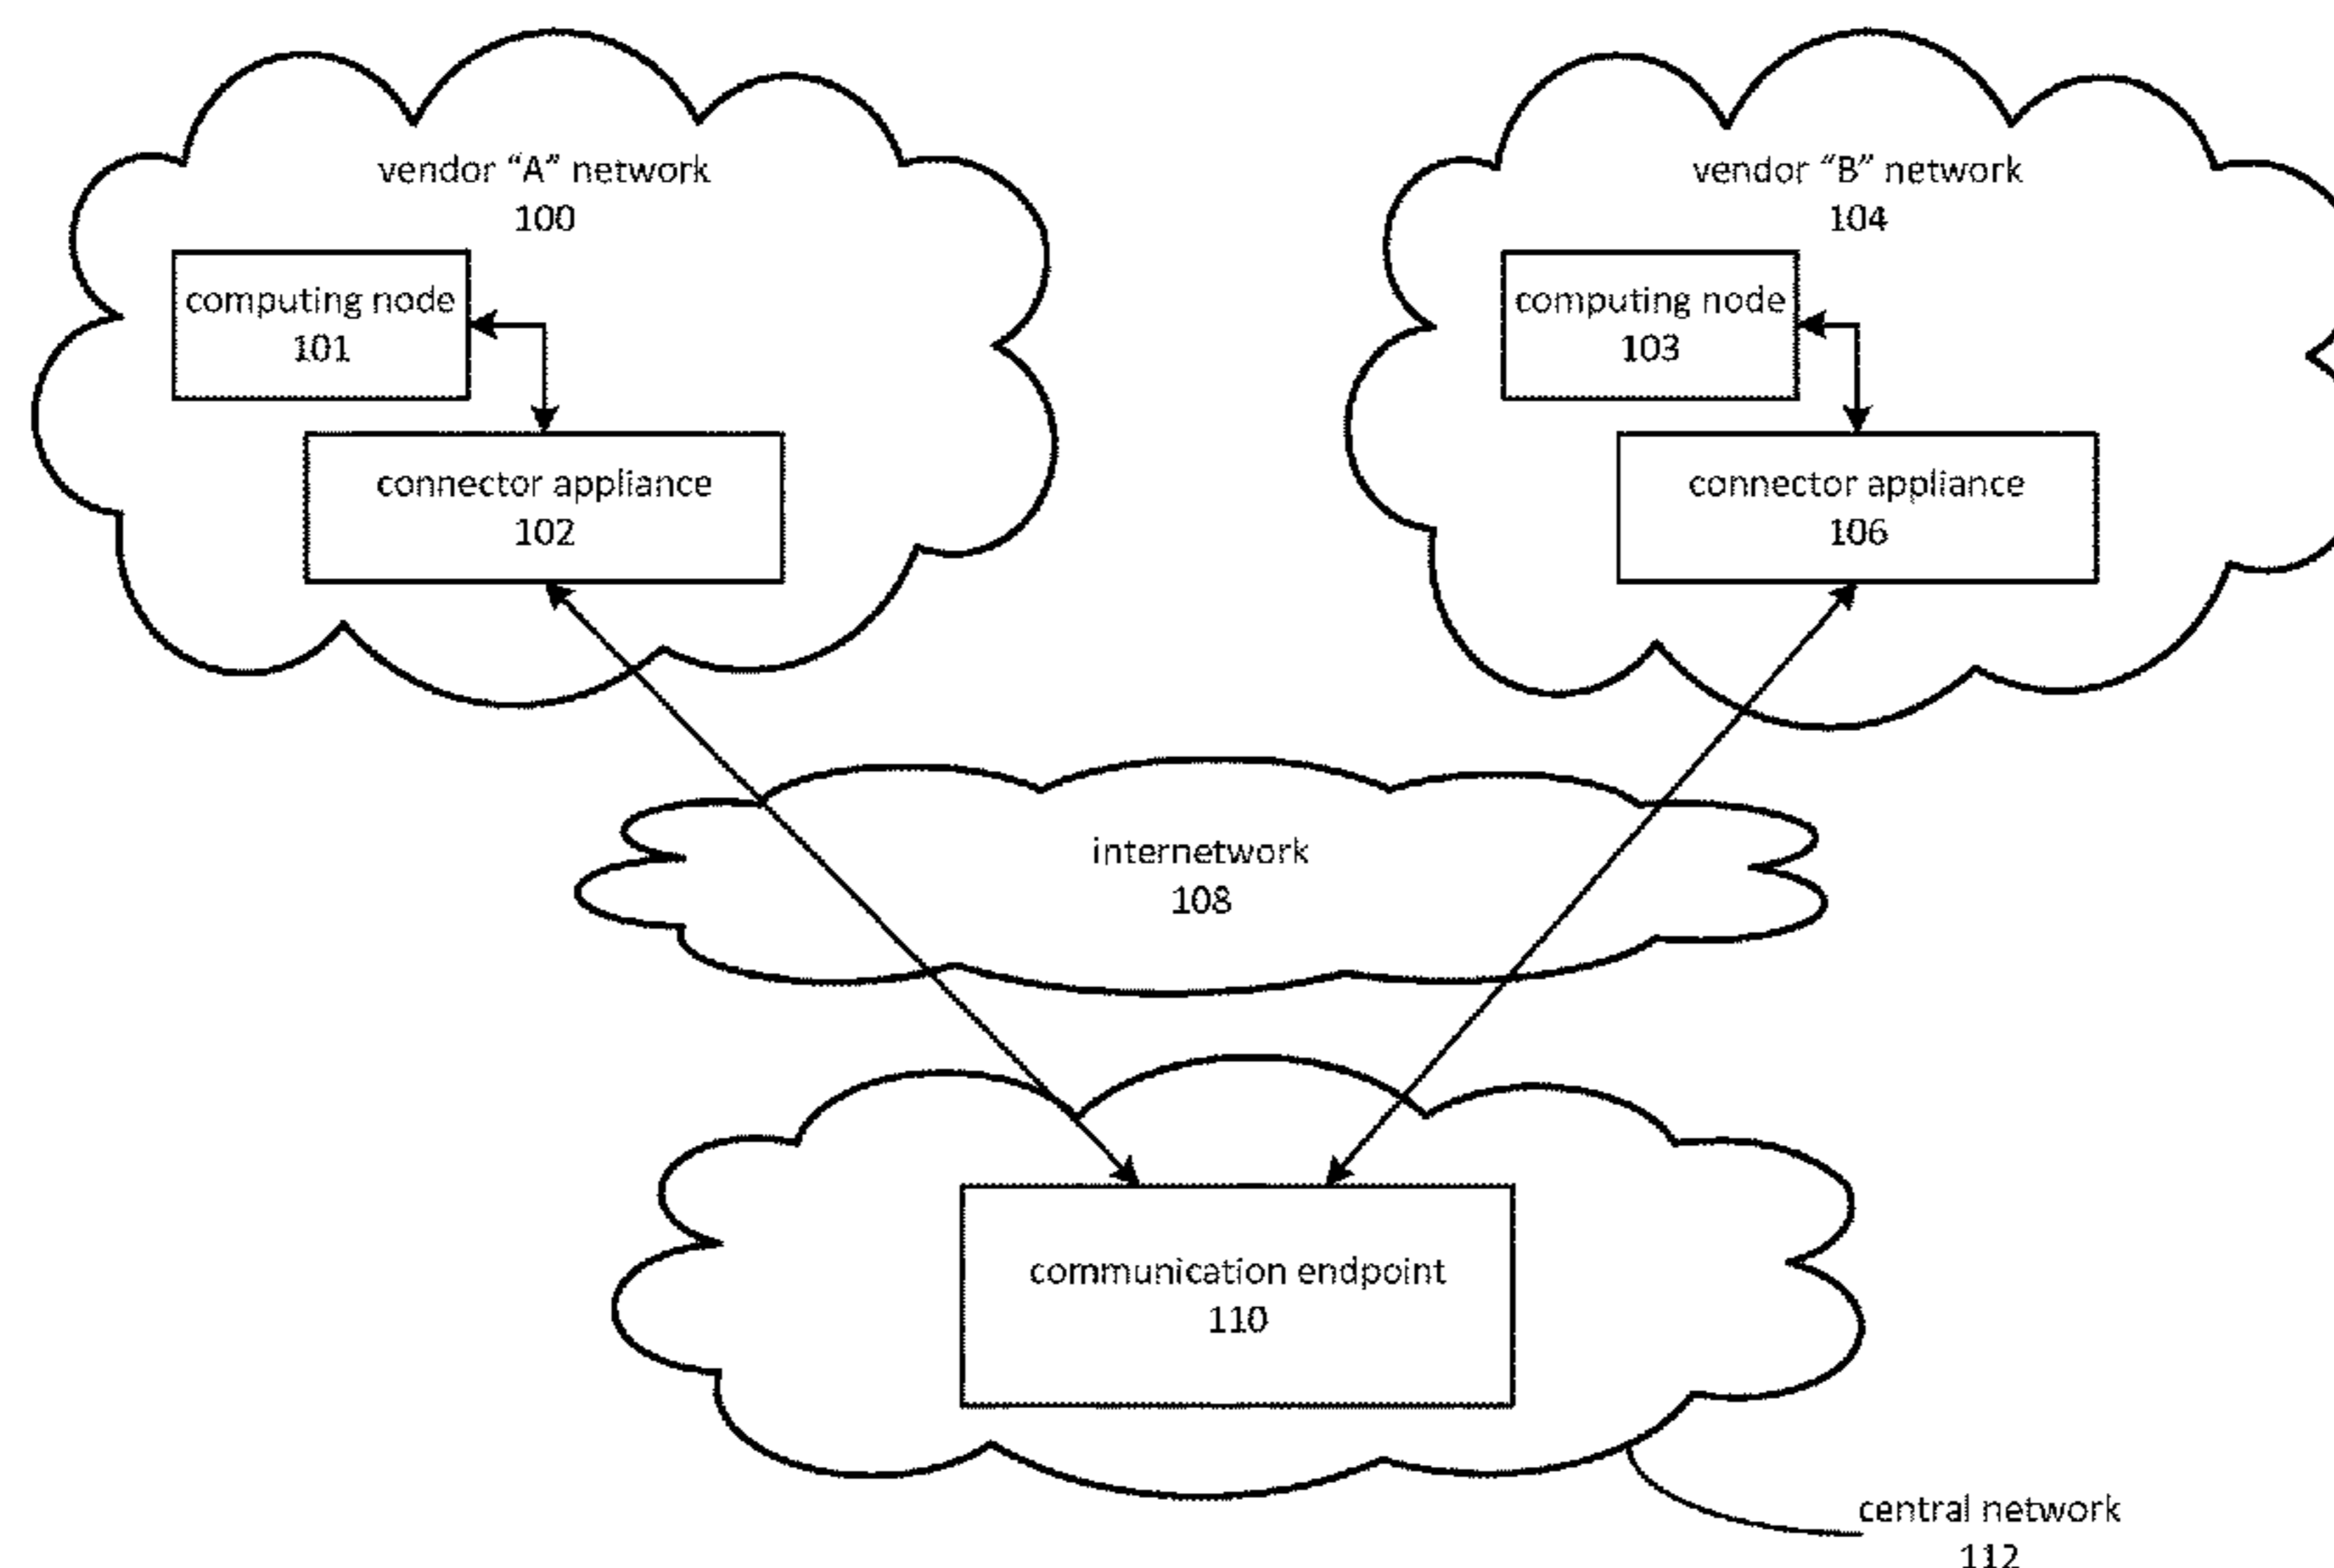 vendor “A” network
100
computing node
101
connector appliance
102
vendor “B” network
104
computing node
103
connector appliance
106
internetwork
108
communication endpoint
110
central network
112